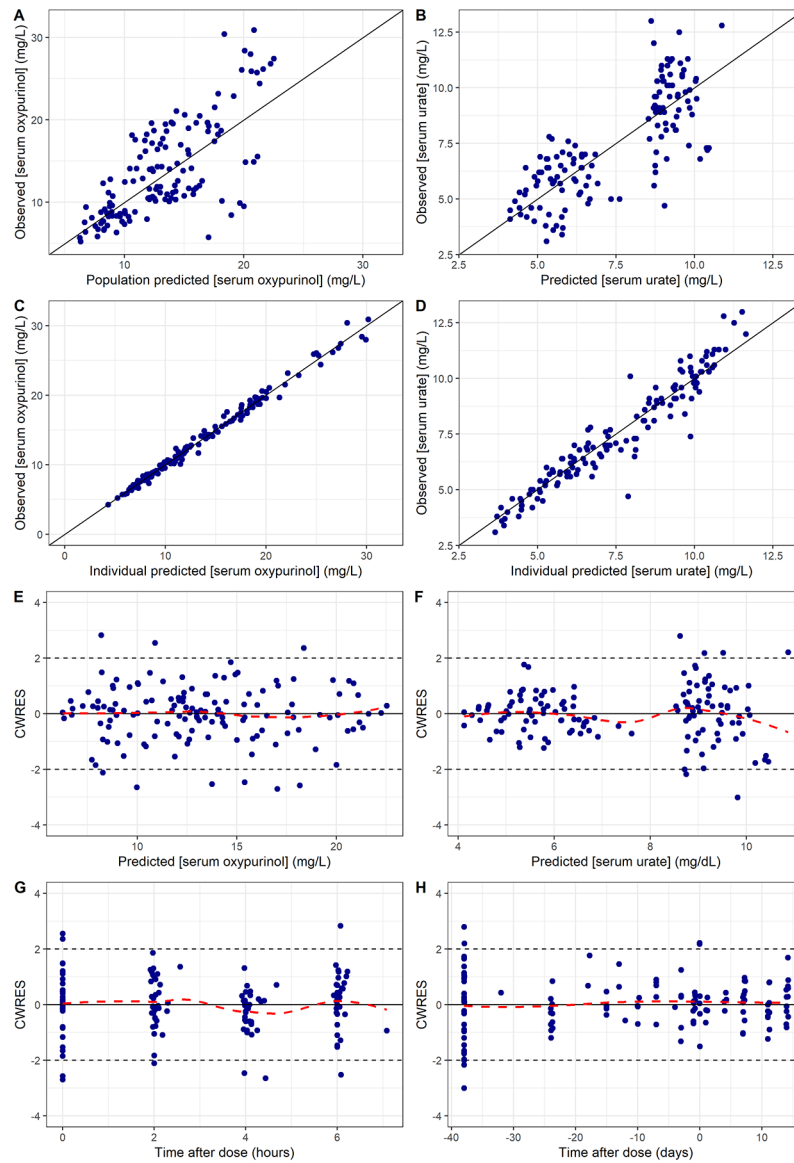 A
B
Observed [serum oxypurinol] (mg/L)
30
20
10
10
20
30
Population predicted [serum oxypurinol] (mg/L)
Observed [serum urate] (mg/L)
12.5
10.0
7.5
5.0
2.5
2.5
5.0
7.5
10.0
12.5
Predicted [serum urate] (mg/L)
C
D
Observed [serum oxypurinol] (mg/L)
30
20
10
0
0
10
20
30
Individual predicted [serum oxypurinol] (mg/L)
Observed [serum urate] (mg/L)
12.5
10.0
7.5
5.0
2.5
2.5
5.0
7.5
10.0
12.5
Individual predicted [serum urate] (mg/L)
E
F
CWRES
4
2
0
-2
-4
10
15
20
Predicted [serum oxypurinol] (mg/L)
CWRES
4
2
0
-2
-4
4
6
8
10
Predicted [serum urate] (mg/dL)
G
H
CWRES
4
2
0
-2
-4
0
2
4
6
Time after dose (hours)
CWRES
4
2
0
-2
-4
-40
-30
-20
-10
0
10
Time after dose (days)